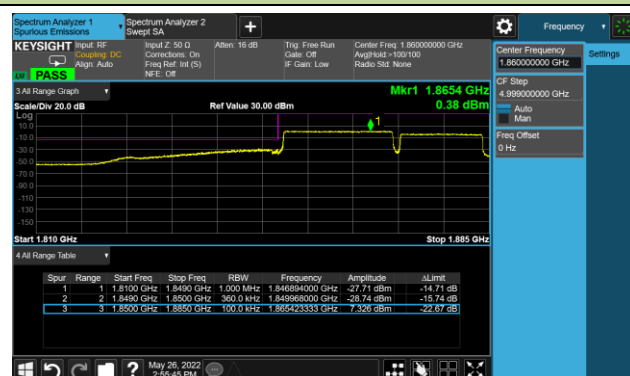 Spectrum Analyzer 1
Spurious Emissions
Spectrum Analyzer 2
Swept SA
+
Frequency
KEYSIGHT
Input: RF
Coupling: DC
Align: Auto
Input Z: 50 Ω
Corrections: On
Freq Ref: Int (S)
NFE: Off
Atten: 16 dB
Trig: Free Run
Gate: Off
IF Gain: Low
Center Freq: 1.860000000 GHz
Avg|Hold:>100/100
Radio Std: None
PASS
Center Frequency
1.860000000 GHz
Settings
CF Step
4.999000000 GHz
Auto
Man
Freq Offset
0 Hz
3 All Range Graph
Mkr1 1.8654 GHz
Scale/Div 20.0 dB
Ref Value 30.00 dBm
0.38 dBm
Log
10.0
-10.0
-30.0
-50.0
-70.0
-90.0
-110
-130
-150
1
Start 1.810 GHz
Stop 1.885 GHz
4 All Range Table
Spur Range Start Freq Stop Freq RBW Frequency Amplitude ΔLimit
1 1 1.8100 GHz 1.8490 GHz 1.000 MHz 1.846894000 GHz -27.71 dBm -14.71 dB
2 2 1.8490 GHz 1.8500 GHz 360.0 kHz 1.849968000 GHz -28.74 dBm -15.74 dB
3 3 1.8500 GHz 1.8850 GHz 100.0 kHz 1.865423333 GHz 7.326 dBm -22.67 dB
?
May 26, 2022
2:55:45 PM